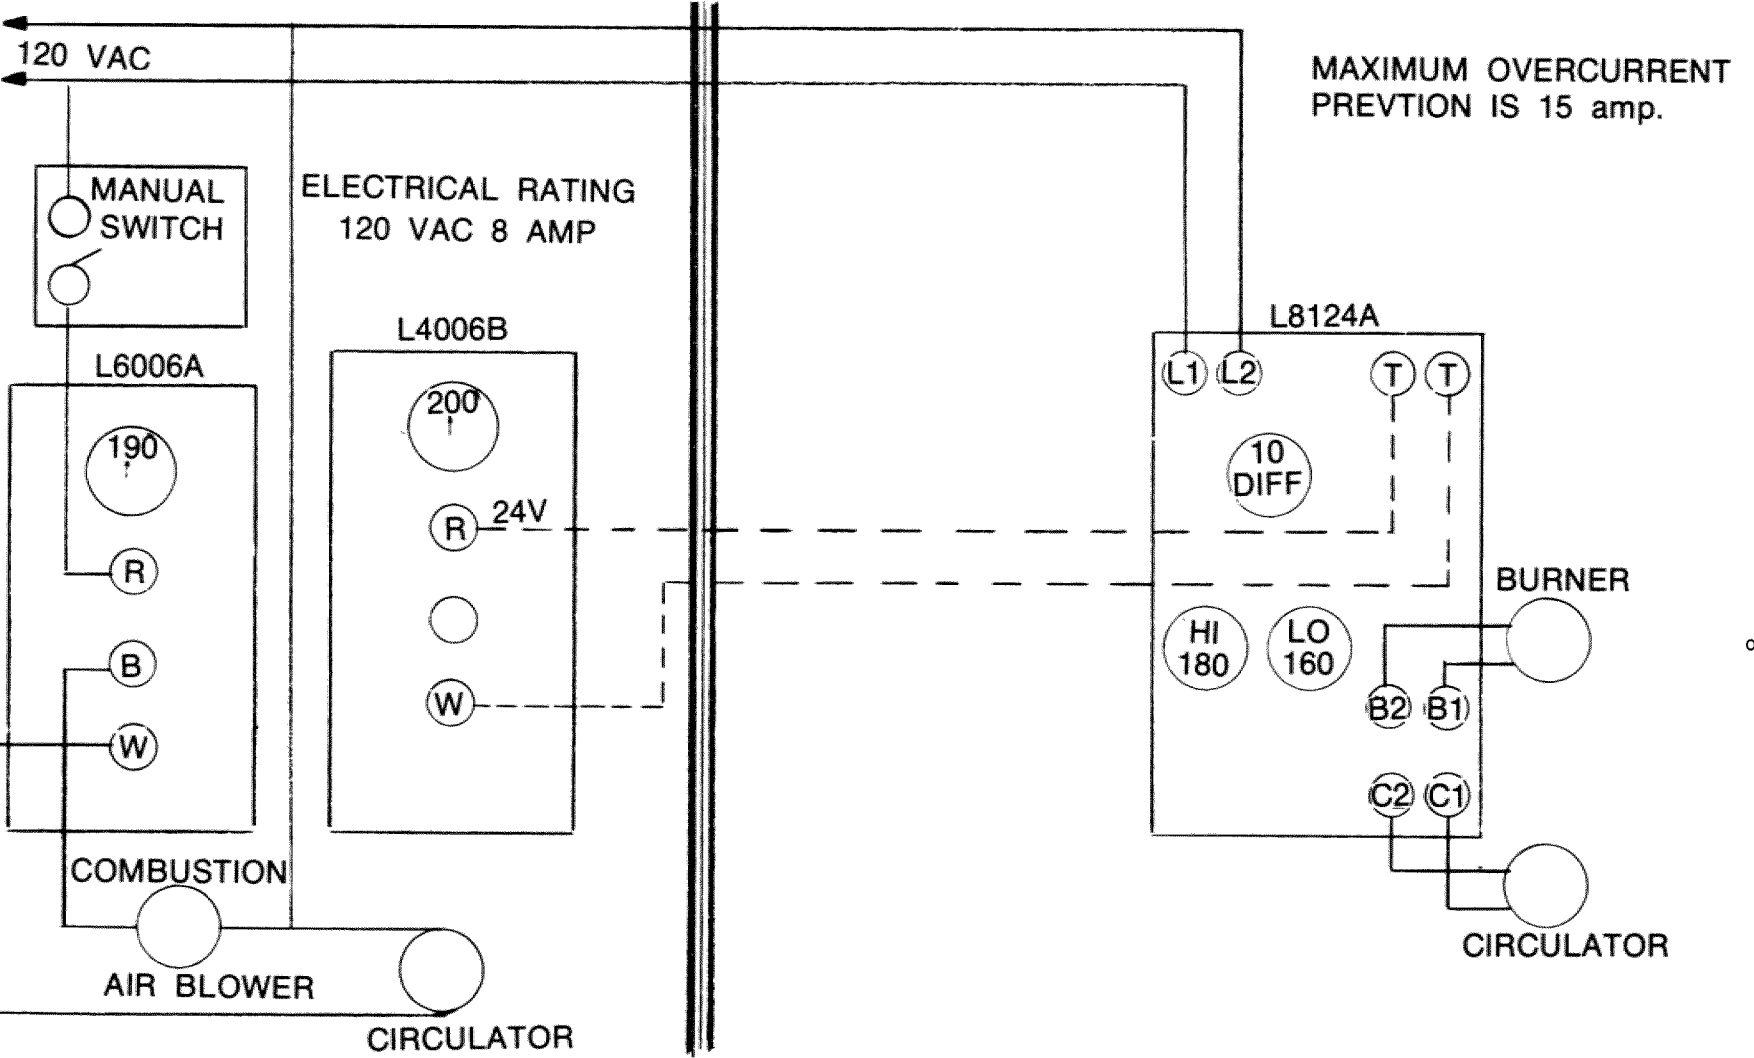 120 VAC
MAXIMUM OVERCURRENT
PREVTION IS 15 amp.
MANUAL
SWITCH
ELECTRICAL RATING
120 VAC 8 AMP
L6006A
190
R
B
W
L4006B
200
R
24V
W
L8124A
L1
L2
T
T
10
DIFF
HI
180
LO
160
B2
B1
C2
C1
BURNER
CIRCULATOR
COMBUSTION
AIR BLOWER
CIRCULATOR